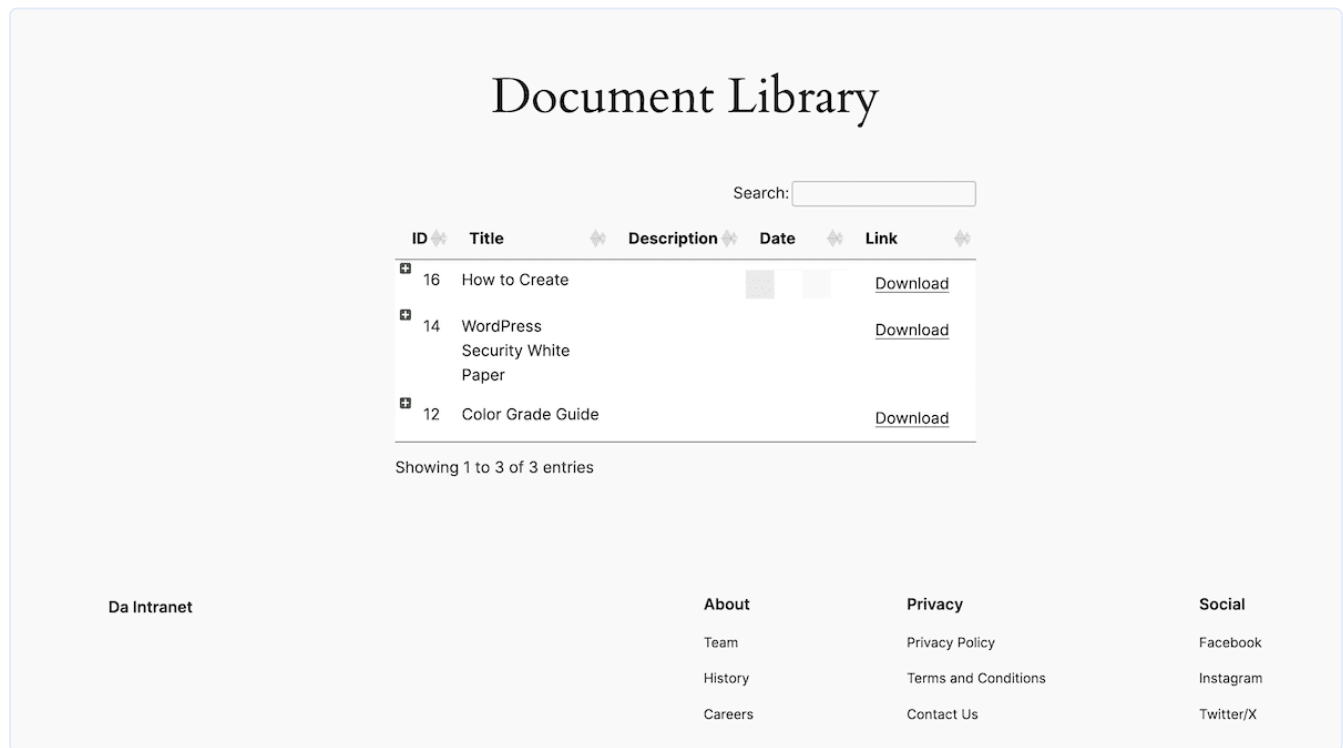 Document Library
Search:
ID Title Description Date Link
16 How to Create Download
14 WordPress Download
Security White
Paper
12 Color Grade Guide Download
Showing 1 to 3 of 3 entries
Da Intranet
About
Team
History
Careers
Privacy
Privacy Policy
Terms and Conditions
Contact Us
Social
Facebook
Instagram
Twitter/X